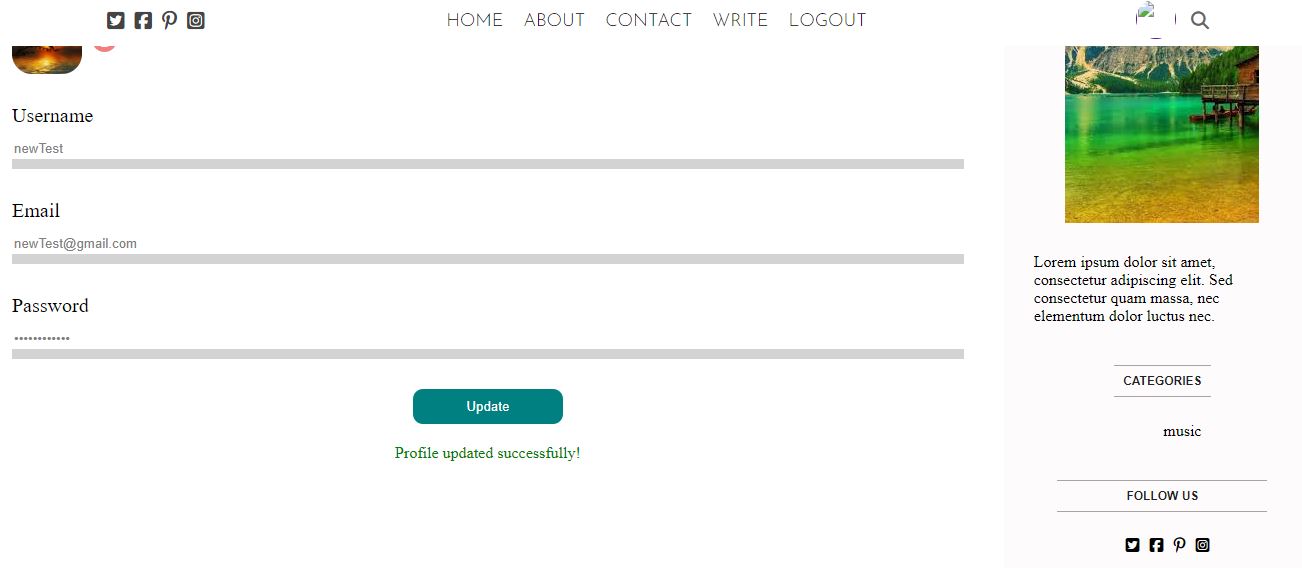 HOME ABOUT CONTACT WRITE LOGOUT
Username
newTest
Email
newTest@gmail.com
Password
••••••••••••
Update
Profile updated successfully!
Lorem ipsum dolor sit amet,
consectetur adipiscing elit. Sed
consectetur quam massa, nec
elementum dolor luctus nec.
CATEGORIES
music
FOLLOW US